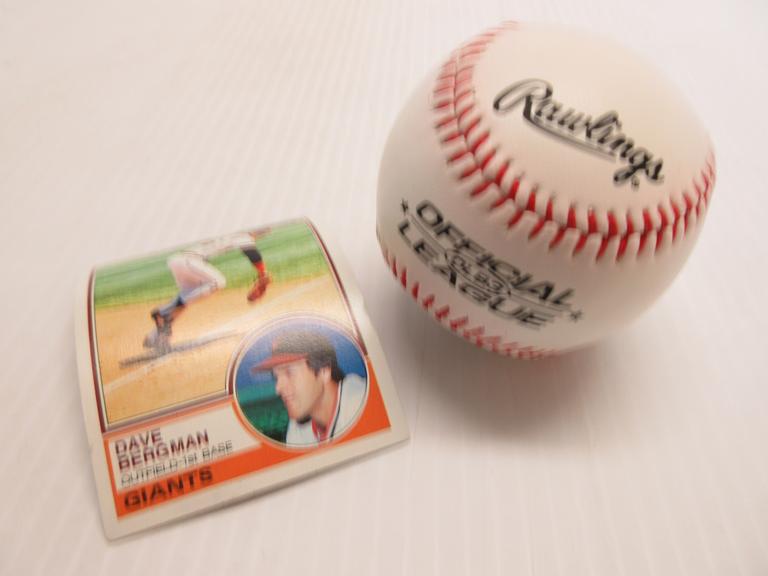 Rawlings
OFFICIAL
LEAGUE
DAVE
BERGMAN
OUTFIELD-1st BASE
GIANTS